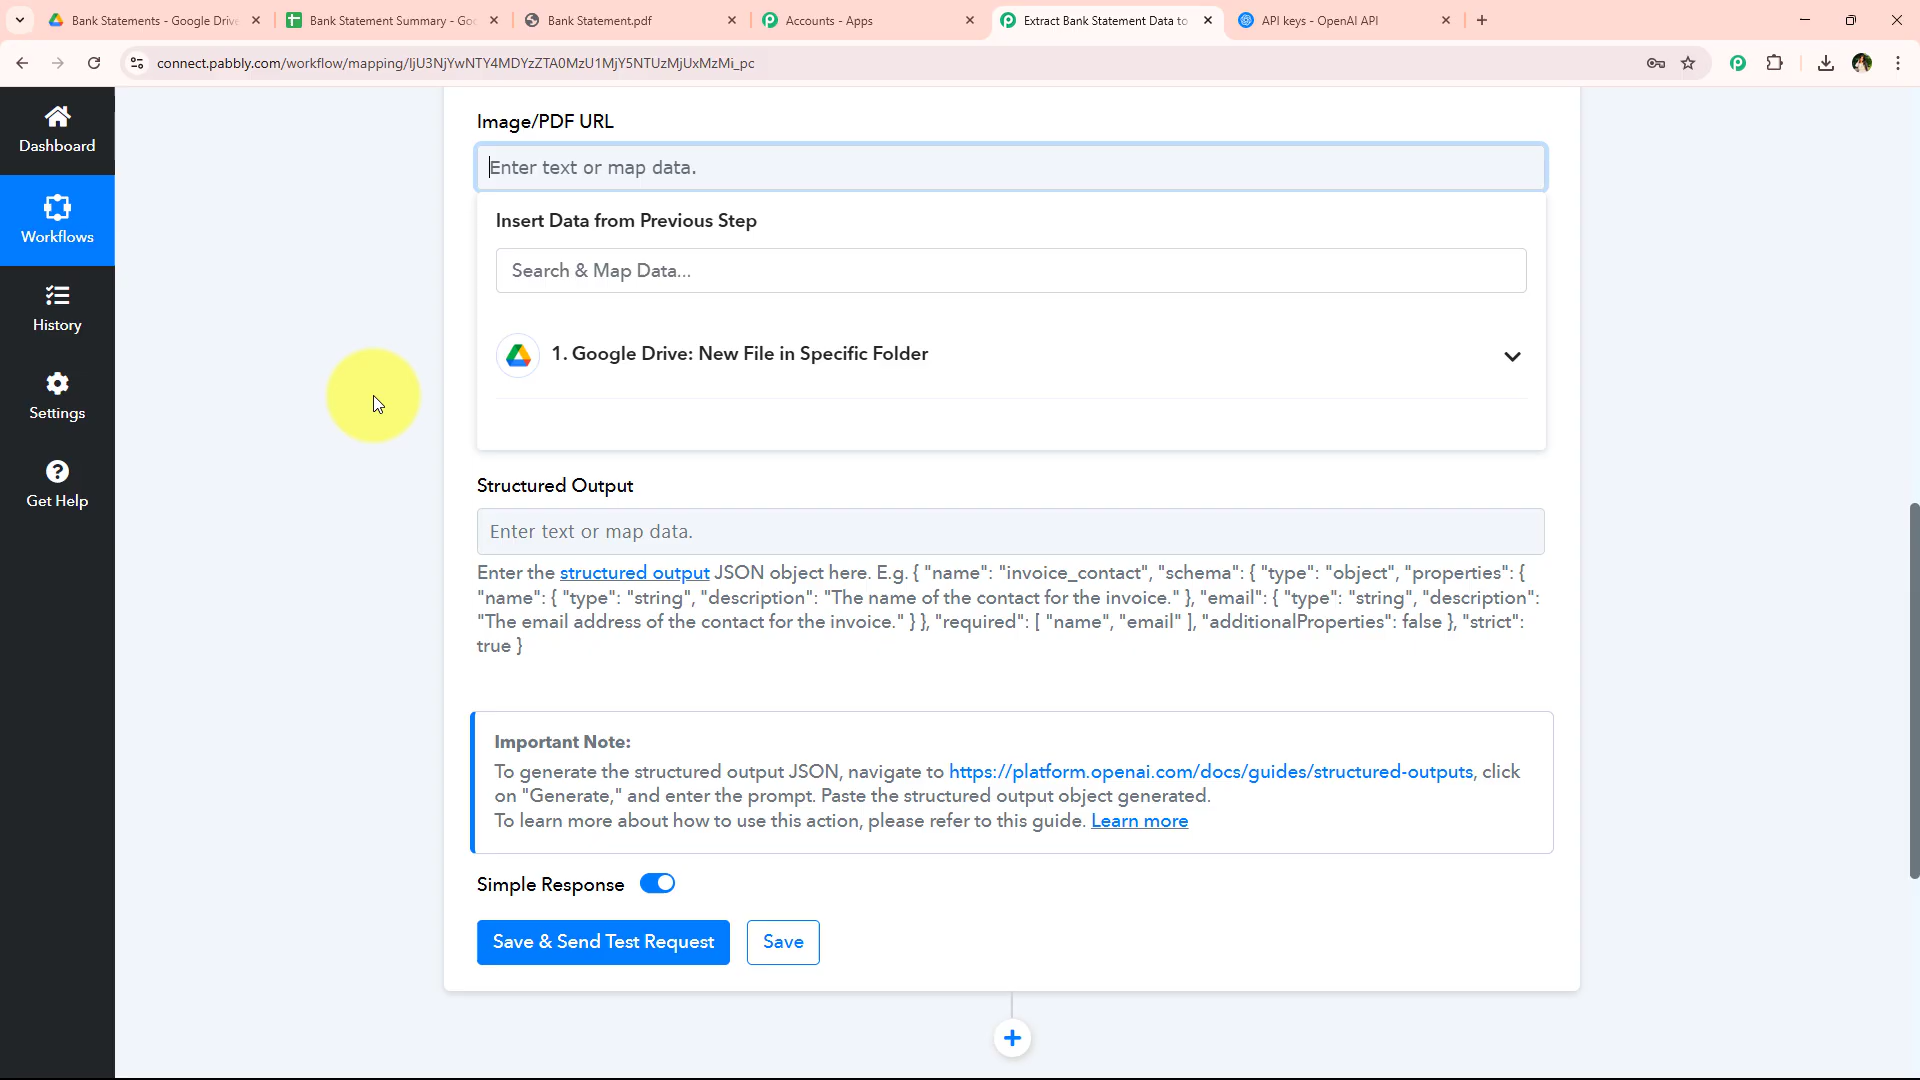 Bank Statements - Google Drive
Bank Statement Summary - Goo
Bank Statement.pdf
Accounts - Apps
Extract Bank Statement Data to
API keys - OpenAI API
connect.pabbly.com/workflow/mapping/IjU3NjYwNTY4MDYzZTA0MzU1MjY5NTUzMjUxMzMi_pc
Dashboard
Workflows
History
Settings
Get Help
Image/PDF URL
Enter text or map data.
Insert Data from Previous Step
Search & Map Data...
1. Google Drive: New File in Specific Folder
Structured Output
Enter text or map data.
Enter the structured output JSON object here. E.g. { "name": "invoice_contact", "schema": { "type": "object", "properties": {
"name": { "type": "string", "description": "The name of the contact for the invoice." }, "email": { "type": "string", "description":
"The email address of the contact for the invoice." } }, "required": [ "name", "email" ], "additionalProperties": false }, "strict":
true }
Important Note:
To generate the structured output JSON, navigate to https://platform.openai.com/docs/guides/structured-outputs, click
on "Generate," and enter the prompt. Paste the structured output object generated.
To learn more about how to use this action, please refer to this guide. Learn more
Simple Response
Save & Send Test Request
Save